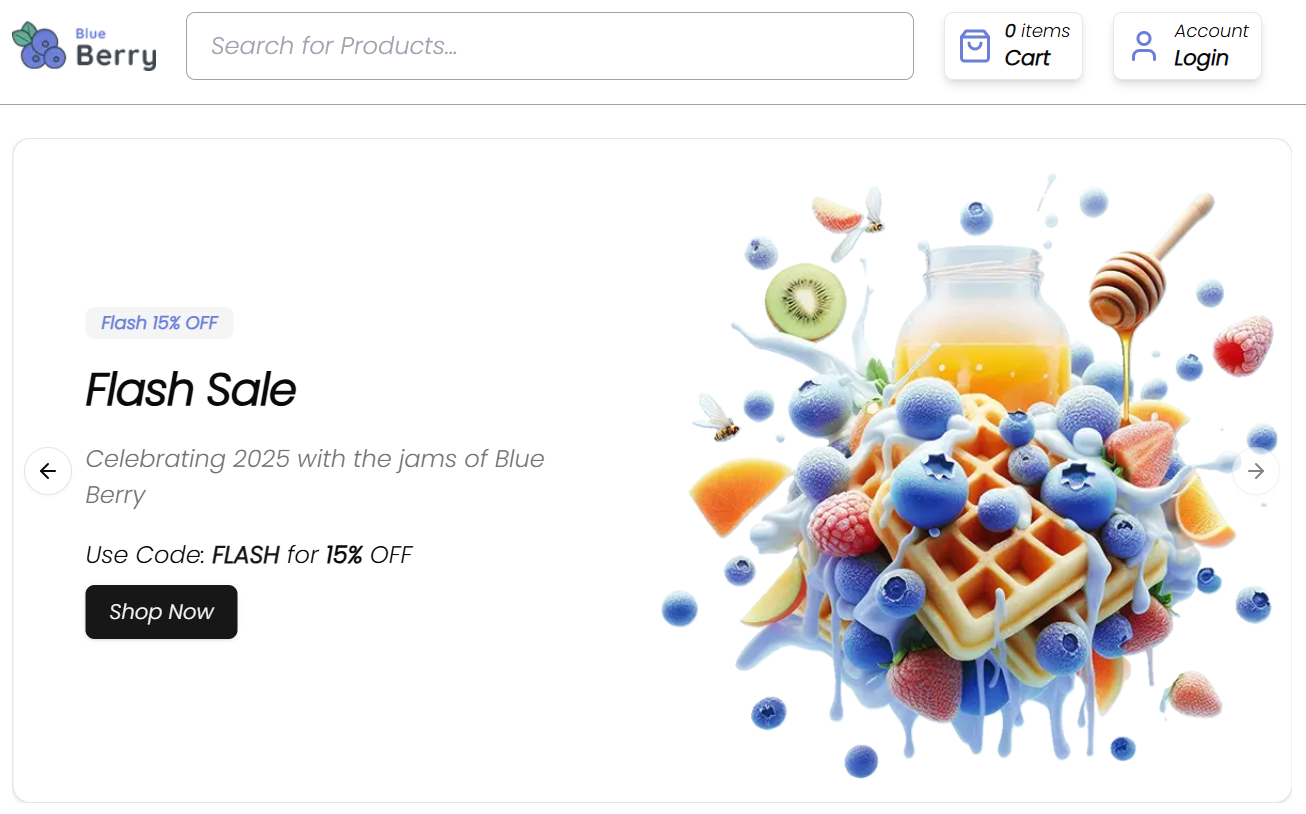 Blue
Berry
Search for Products...
0 items
Cart
Account
Login
Flash 15% OFF
Flash Sale
Celebrating 2025 with the jams of Blue
Berry
Use Code: FLASH for 15% OFF
Shop Now